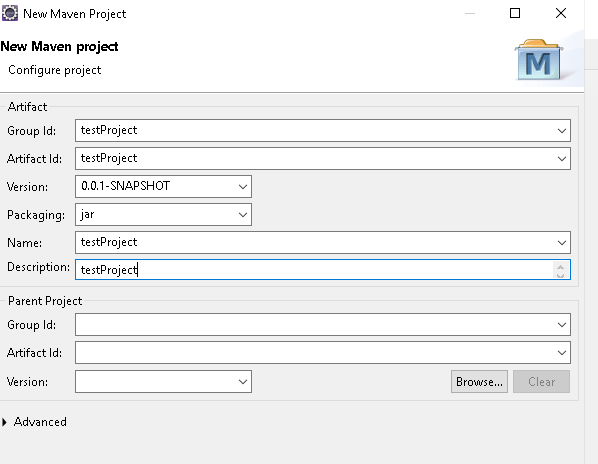 New Maven Project
New Maven project
Configure project
M
Artifact
Group Id: testProject
Artifact Id: testProject
Version: 0.0.1-SNAPSHOT
Packaging: jar
Name: testProject
Description: testProject
Parent Project
Group Id:
Artifact Id:
Version: Browse... Clear
Advanced